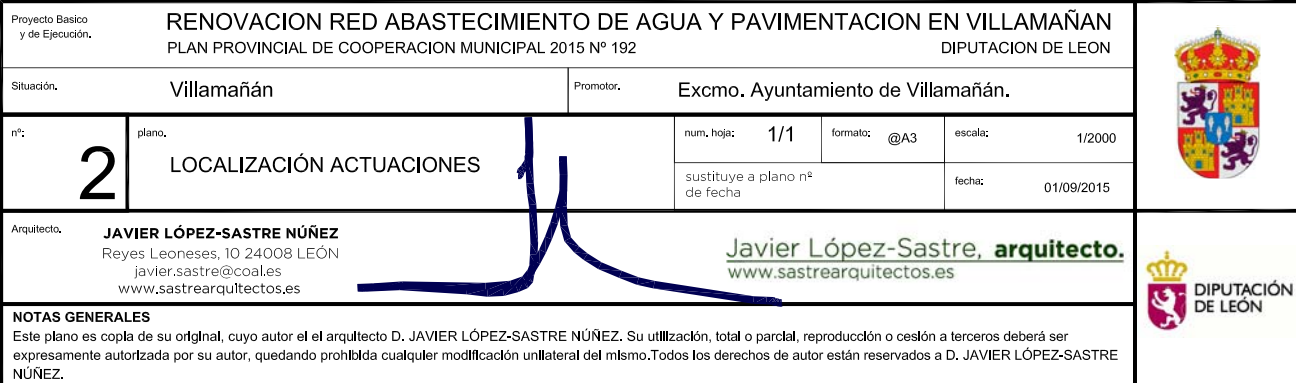 Proyecto Basico
y de Ejecución.
RENOVACION RED ABASTECIMIENTO DE AGUA Y PAVIMENTACION EN VILLAMAÑAN
PLAN PROVINCIAL DE COOPERACION MUNICIPAL 2015 Nº 192
DIPUTACION DE LEON
Situación.
Villamañán
Promotor.
Excmo. Ayuntamiento de Villamañán.
nº:
2
plano.
LOCALIZACIÓN ACTUACIONES
num. hoja:
1/1
formato:
@A3
escala:
1/2000
sustituye a plano nº
de fecha
fecha:
01/09/2015
Arquitecto.
JAVIER LÓPEZ-SASTRE NÚÑEZ
Reyes Leoneses, 10 24008 LEÓN
javier.sastre@coal.es
www.sastrearquitectos.es
Javier López-Sastre, arquitecto.
www.sastrearquitectos.es
DIPUTACIÓN
DE LEÓN
NOTAS GENERALES
Este plano es copia de su original, cuyo autor el el arquitecto D. JAVIER LÓPEZ-SASTRE NÚÑEZ. Su utilización, total o parcial, reproducción o cesión a terceros deberá ser
expresamente autorizada por su autor, quedando prohibida cualquier modificación unilateral del mismo.Todos los derechos de autor están reservados a D. JAVIER LÓPEZ-SASTRE
NÚÑEZ.